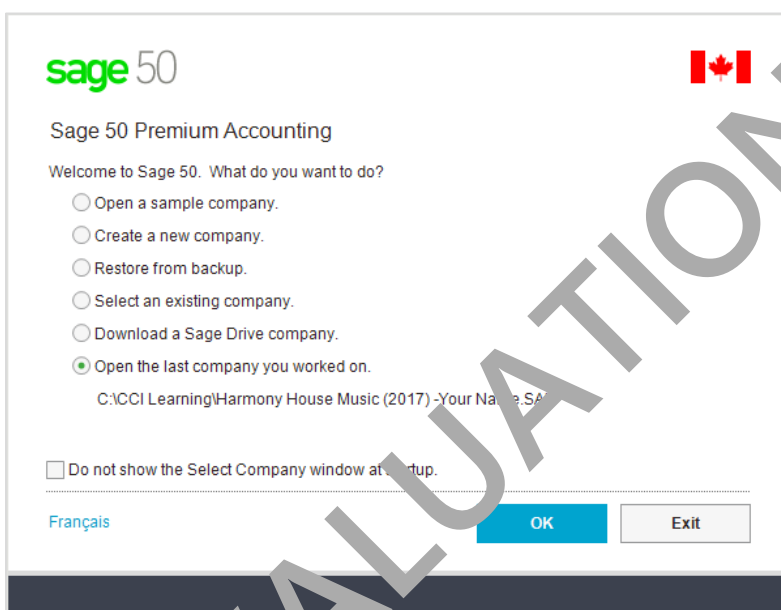 sage 50
Sage 50 Premium Accounting
Welcome to Sage 50. What do you want to do?
Open a sample company.
Create a new company.
Restore from backup.
Select an existing company.
Download a Sage Drive company.
Open the last company you worked on.
C:\CCI Learning\Harmony House Music (2017) -Your
Do not show the Select Company window at
Français
OK
Exit
VALUATION